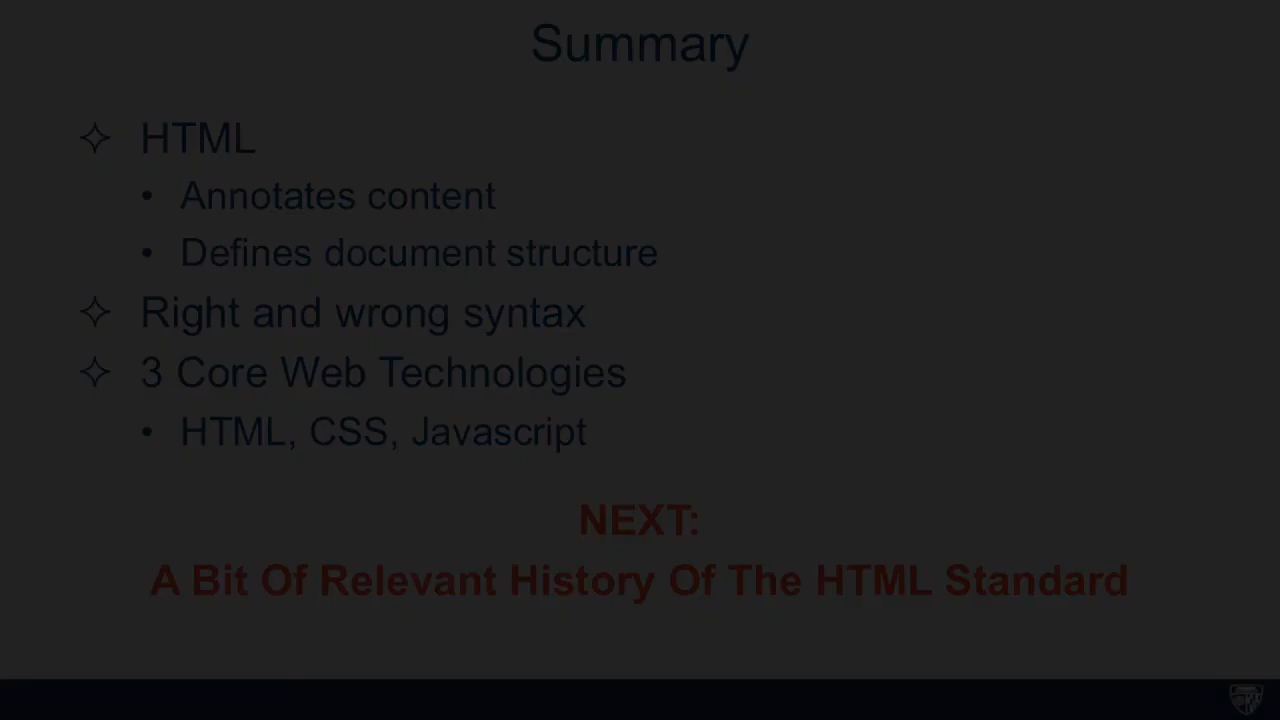 Summary
HTML
• Annotates content
• Defines document structure
Right and wrong syntax
3 Core Web Technologies
• HTML, CSS, Javascript
NEXT:
A Bit Of Relevant History Of The HTML Standard